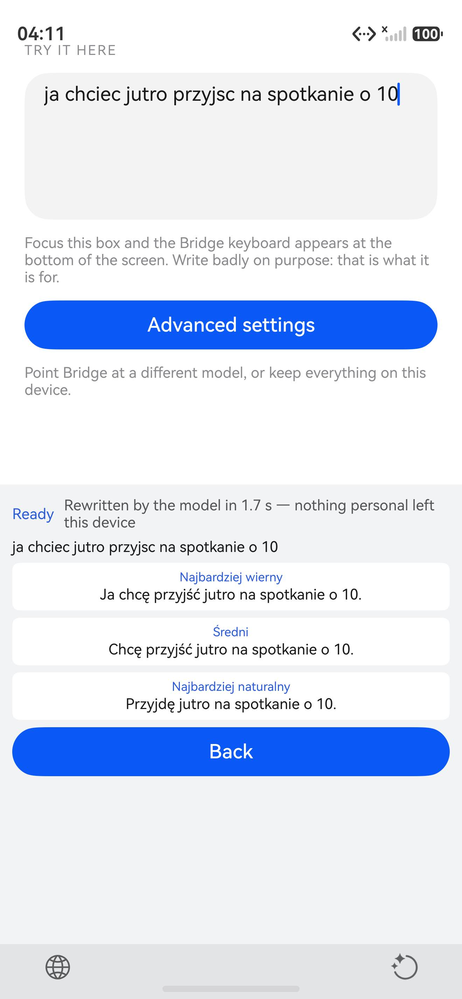 04:11
100
TRY IT HERE
ja chciec jutro przyjsc na spotkanie o 10
Focus this box and the Bridge keyboard appears at the
bottom of the screen. Write badly on purpose: that is what it
is for.
Advanced settings
Point Bridge at a different model, or keep everything on this
device.
Ready
Rewritten by the model in 1.7 s — nothing personal left
this device
ja chciec jutro przyjsc na spotkanie o 10
Najbardziej wierny
Ja chcę przyjść jutro na spotkanie o 10.
Średni
Chcę przyjść jutro na spotkanie o 10.
Najbardziej naturalny
Przyjdę jutro na spotkanie o 10.
Back